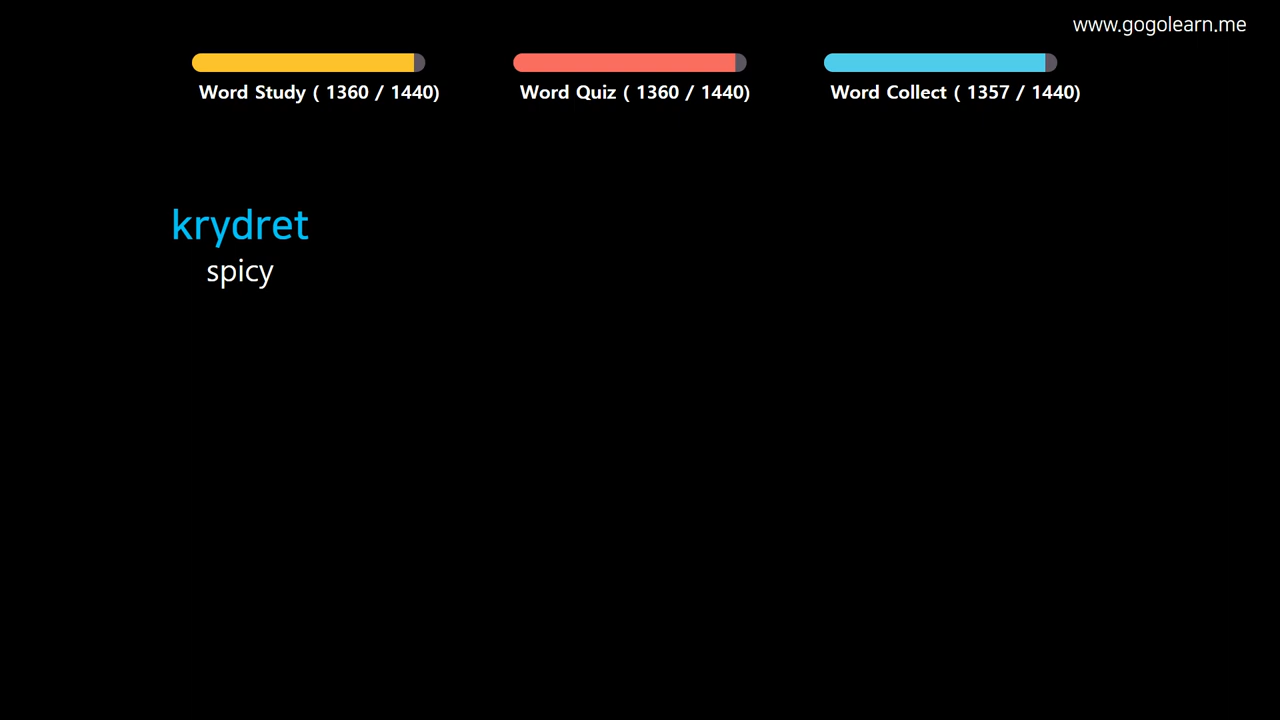 www.gogolearn.me
Word Study ( 1360 / 1440)
Word Quiz ( 1360 / 1440)
Word Collect ( 1357 / 1440)
krydret
spicy